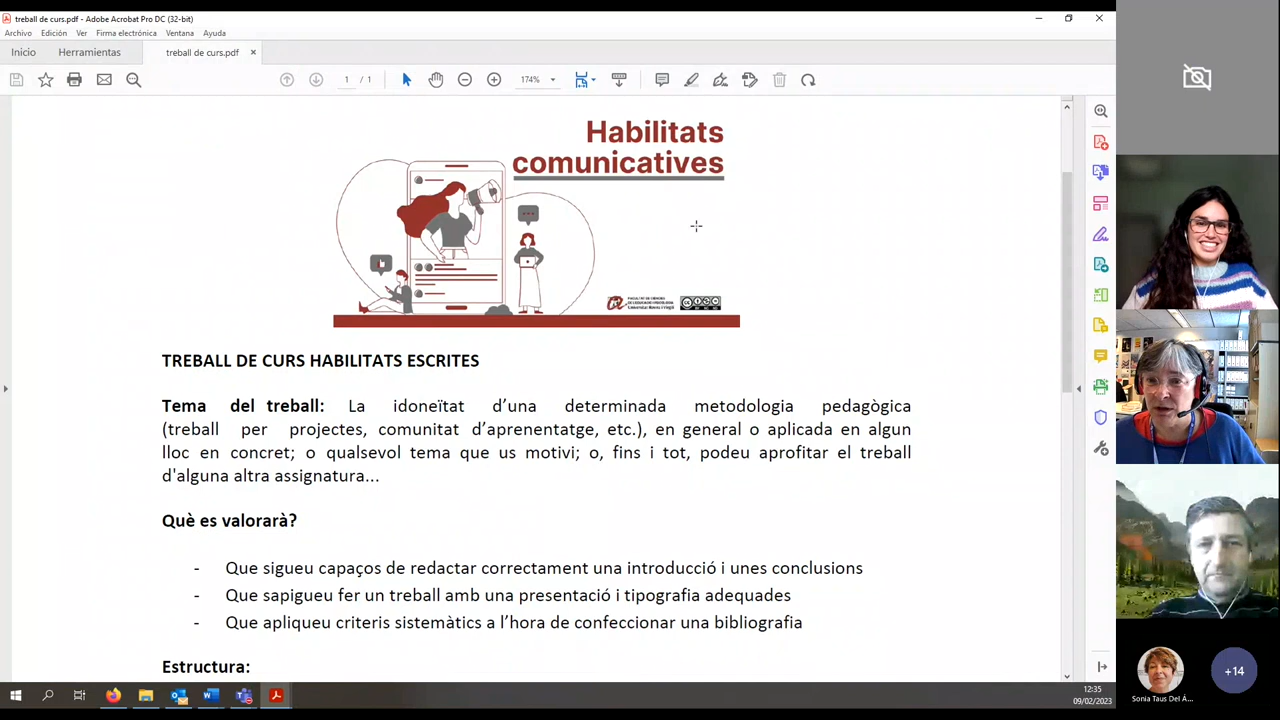 treball de curs.pdf - Adobe Acrobat Pro DC (32-bit)
Archivo Edición Ver Firma electrónica Ventana Ayuda
Inicio Herramientas treball de curs.pdf ×
1 / 1 174%
Habilitats
comunicatives
TREBALL DE CURS HABILITATS ESCRITES
Tema del treball: La idoneïtat d’una determinada metodologia pedagògica
(treball per projectes, comunitat d’aprenentatge, etc.), en general o aplicada en algun
lloc en concret; o qualsevol tema que us motivi; o, fins i tot, podeu aprofitar el treball
d'alguna altra assignatura...
Què es valorarà?
- Que sigueu capaços de redactar correctament una introducció i unes conclusions
- Que sapigueu fer un treball amb una presentació i tipografia adequades
- Que apliqueu criteris sistemàtics a l’hora de confeccionar una bibliografia
Estructura:
Sonia Taus Del Á...
+14
12:35
09/02/2023